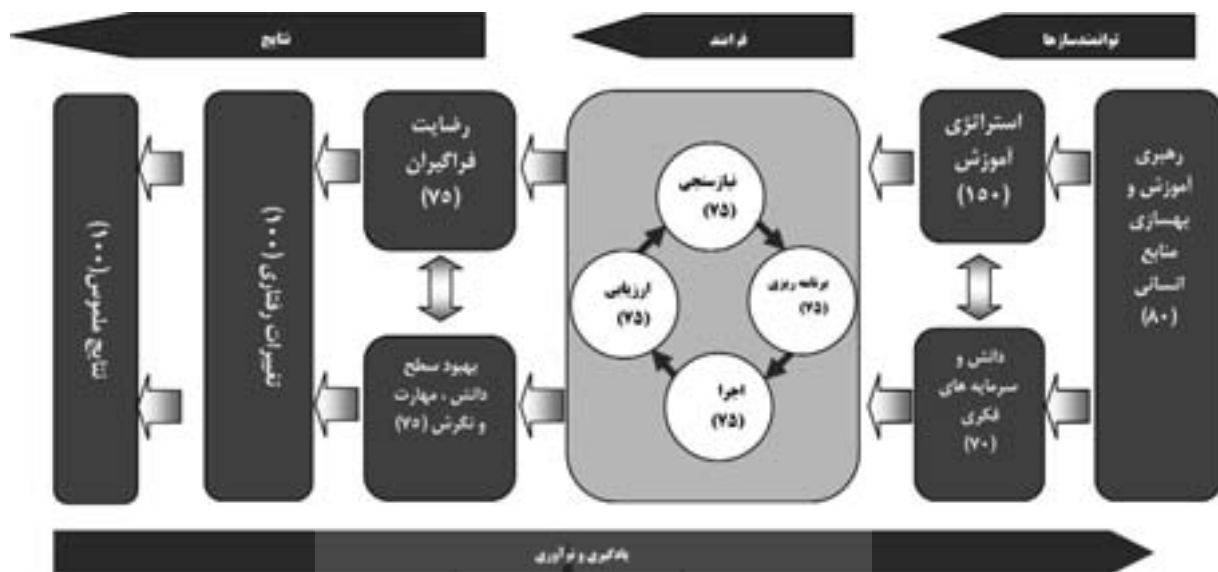 توانمندسازها
فرآیند
نتایج
رهبری
آموزش و
بهسازی
منابع
انسانی
(۸۰)
استراتژی
آموزش
(۱۵۰)
دانش و
سرمایه های
فکری
(۷۰)
نیازسنجی
(۷۵)
برنامه ریزی
(۷۵)
اجرا
(۷۵)
ارزیابی
(۷۵)
رضایت
فراگیران
(۷۵)
بهبود سطح
دانش ، مهارت
و نگرش (۷۵)
تغییرات رفتاری (۱۰۰)
نتایج ملموس(۱۰۰)
یادگیری و نوآوری